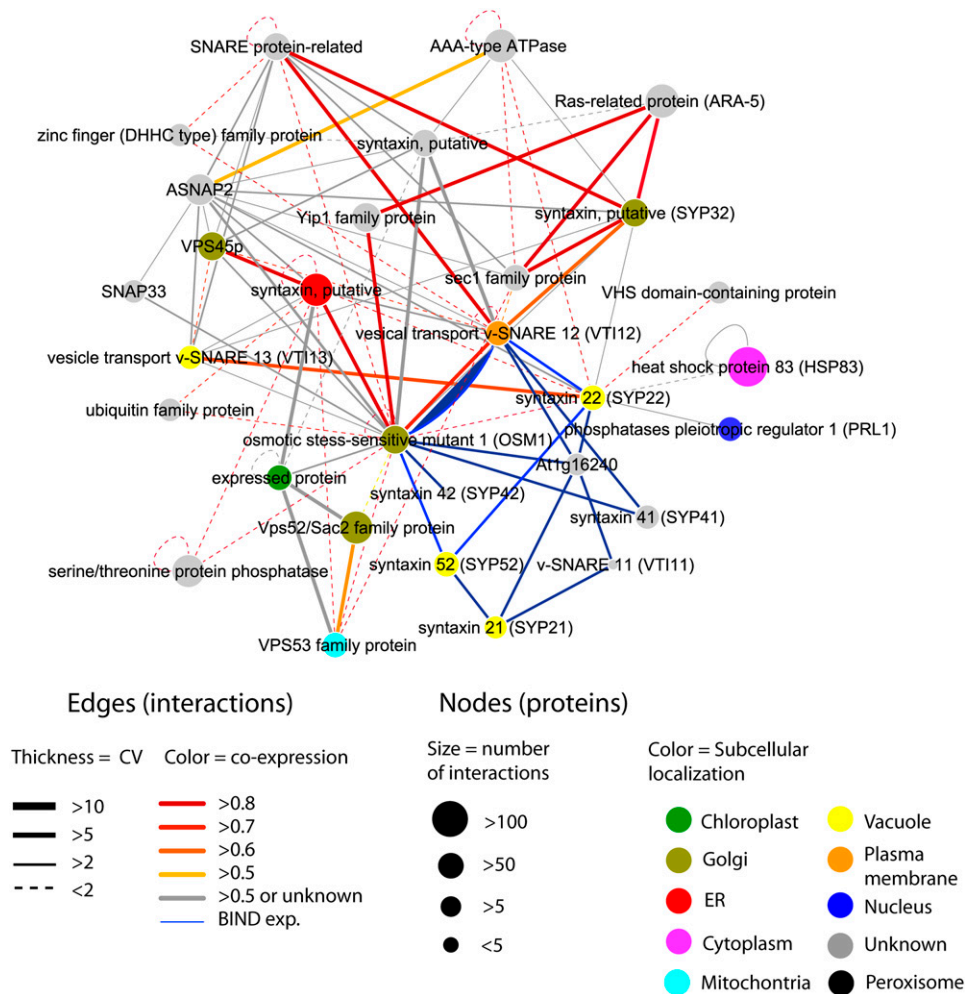 SNARE protein-related
AAA-type ATPase
Ras-related protein (ARA-5)
zinc finger (DHHC type) family protein
syntaxin, putative
ASNAP2
Yip1 family protein
syntaxin, putative (SYP32)
VPS45p
sec1 family protein
SNAP33
syntaxin, putative
VHS domain-containing protein
vesical transport v-SNARE 12 (VTI12)
vesicle transport v-SNARE 13 (VTI13)
heat shock protein 83 (HSP83)
syntaxin 22 (SYP22)
ubiquitin family protein
phosphatases pleiotropic regulator 1 (PRL1)
osmotic stess-sensitive mutant 1 (OSM1)
At1g16240
expressed protein
syntaxin 42 (SYP42)
syntaxin 41 (SYP41)
Vps52/Sac2 family protein
syntaxin 52 (SYP52)
v-SNARE 11 (VTI11)
serine/threonine protein phosphatase
syntaxin 21 (SYP21)
VPS53 family protein
Edges (interactions)
Thickness = CV
>10
>5
>2
<2
Color = co-expression
>0.8
>0.7
>0.6
>0.5
>0.5 or unknown
BIND exp.
Nodes (proteins)
Size = number
of interactions
>100
>50
>5
<5
Color = Subcellular
localization
Chloroplast
Golgi
ER
Cytoplasm
Mitochontria
Vacuole
Plasma
membrane
Nucleus
Unknown
Peroxisome